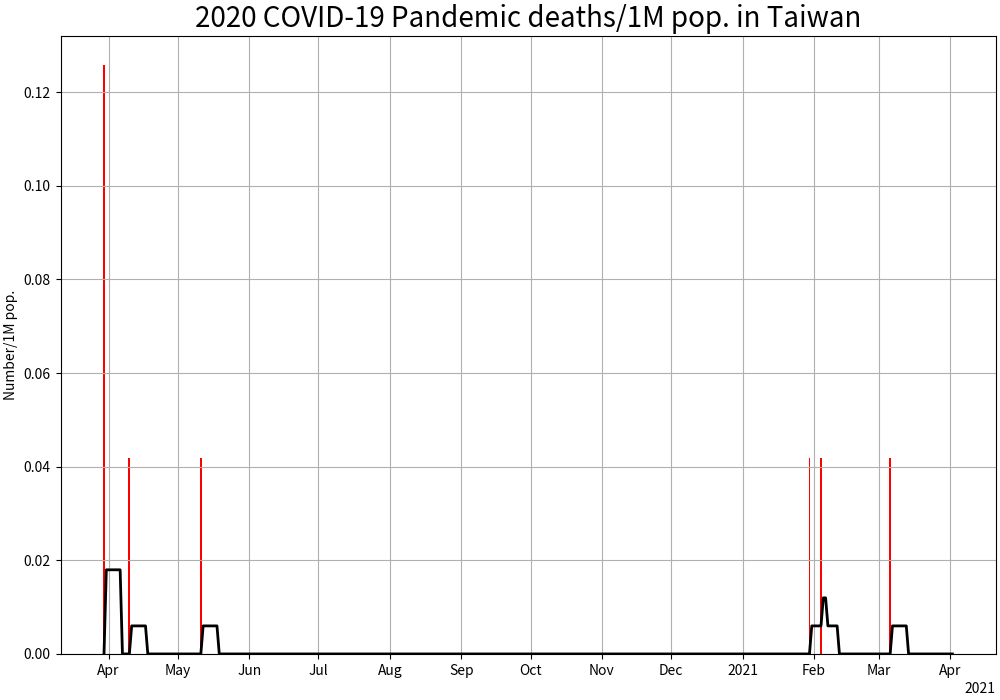 2020 COVID-19 Pandemic deaths/1M pop. in Taiwan
Number/1M pop.
0.12
0.10
0.08
0.06
0.04
0.02
0.00
Apr May Jun Jul Aug Sep Oct Nov Dec 2021 Feb Mar Apr
2021